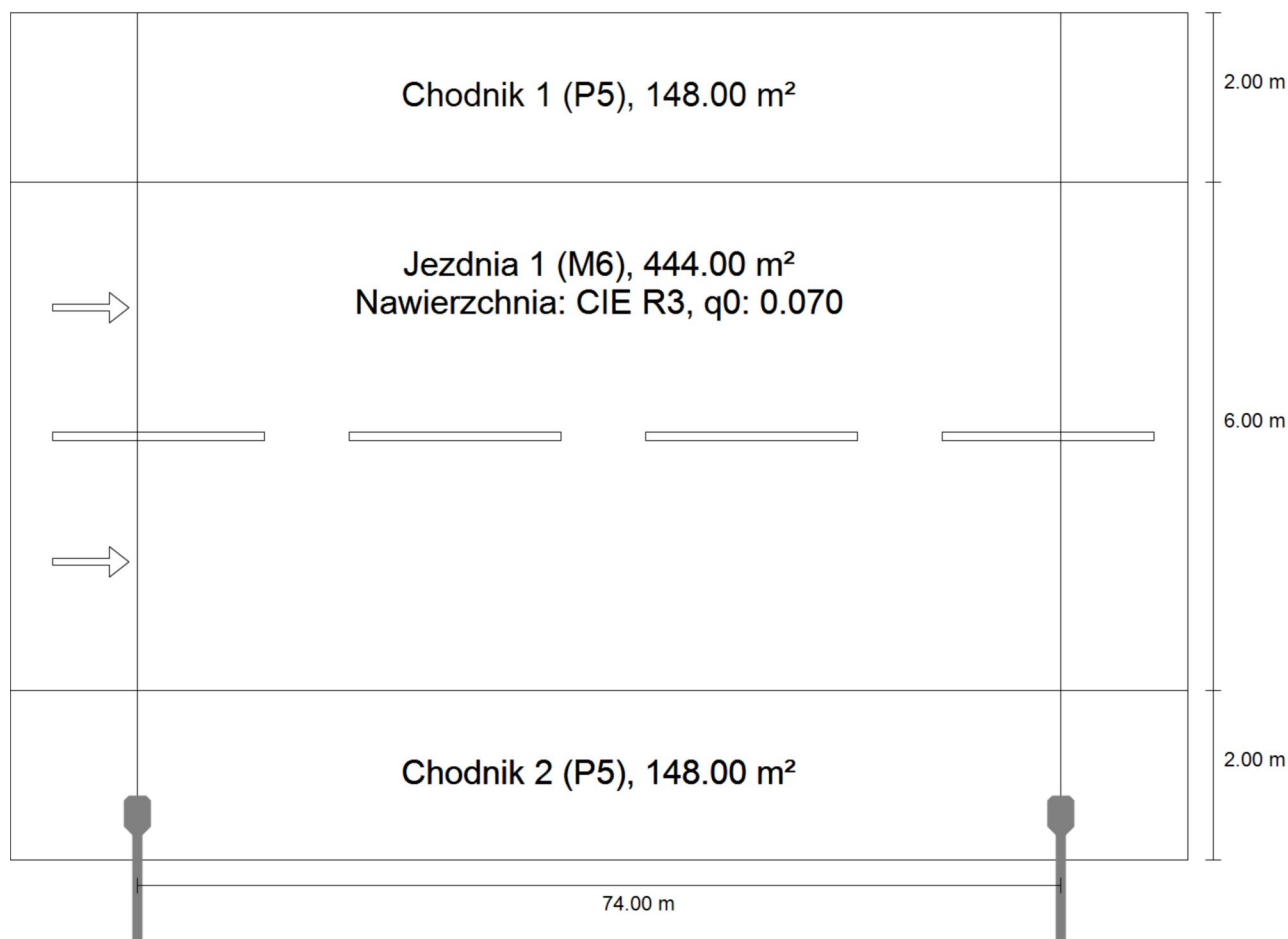 Chodnik 1 (P5), 148.00 m²
2.00 m
Jezdnia 1 (M6), 444.00 m²
Nawierzchnia: CIE R3, q0: 0.070
6.00 m
Chodnik 2 (P5), 148.00 m²
2.00 m
74.00 m